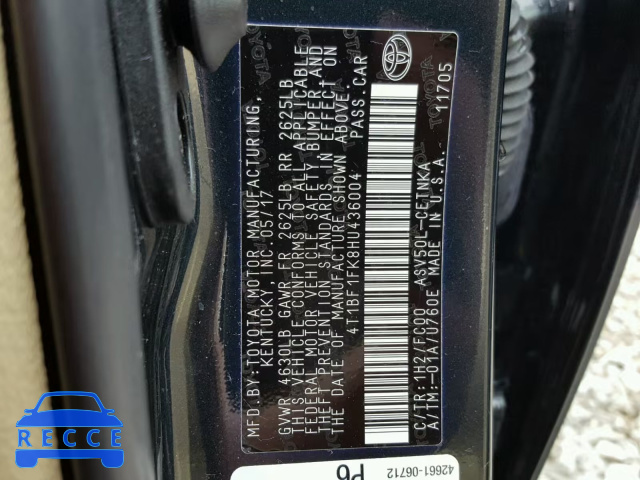 MFD.BY:TOYOTA MOTOR MANUFACTURING,
KENTUCKY, INC. 05/17
GVWR 4630LB GAWR FR 2625LB RR 2625LB
THIS VEHICLE CONFORMS TO ALL APPLICABLE
FEDERAL MOTOR VEHICLE SAFETY, BUMPER, AND
THEFT PREVENTION STANDARDS IN EFFECT ON
THE DATE OF MANUFACTURE SHOWN ABOVE.
4T1BF1FK8HU436004 PASS.CAR
C/TR:1H2/FC00 ASV50L-CETNKA
A/TM:-01A/U760E MADE IN U.S.A. 11705
TOYOTA
42661-06712
P6
RECCE